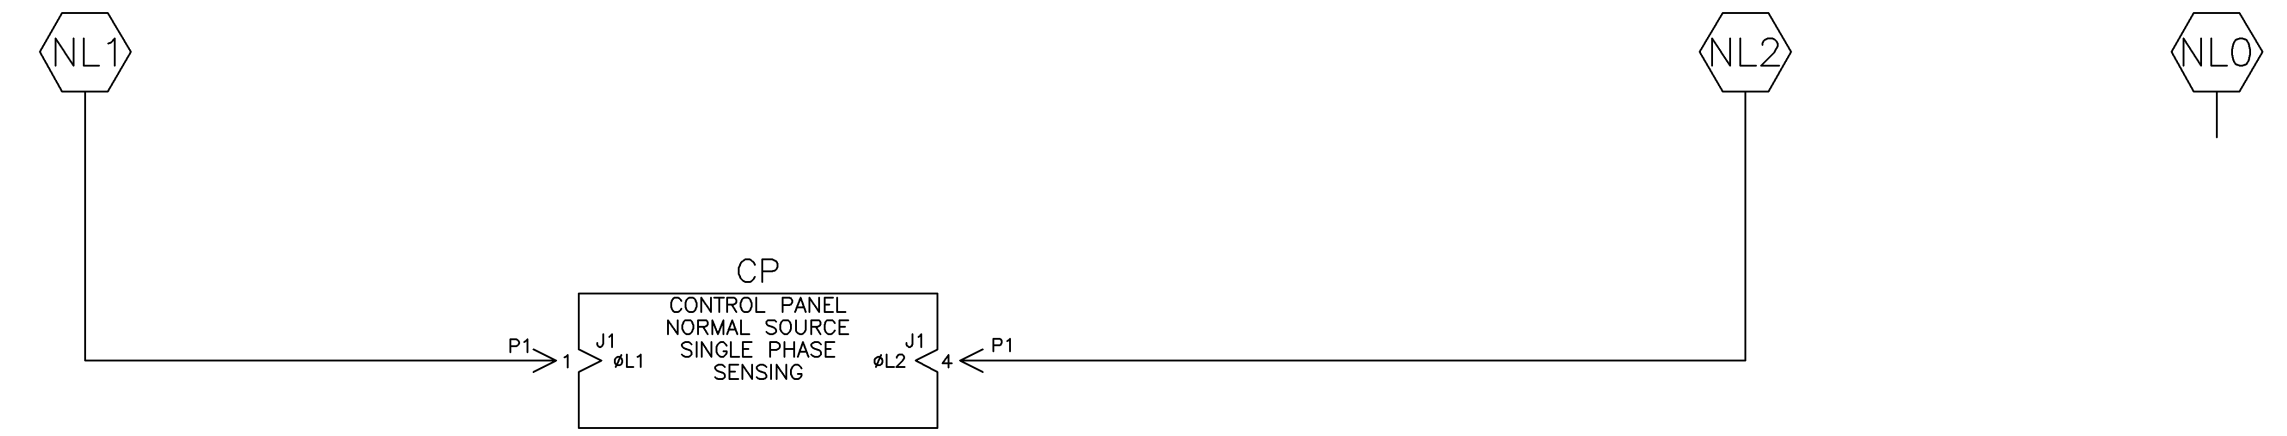 NL1
NL2
NL0
CP
CONTROL PANEL
NORMAL SOURCE
SINGLE PHASE
SENSING
P1
1
J1
øL1
J1
øL2
4
P1